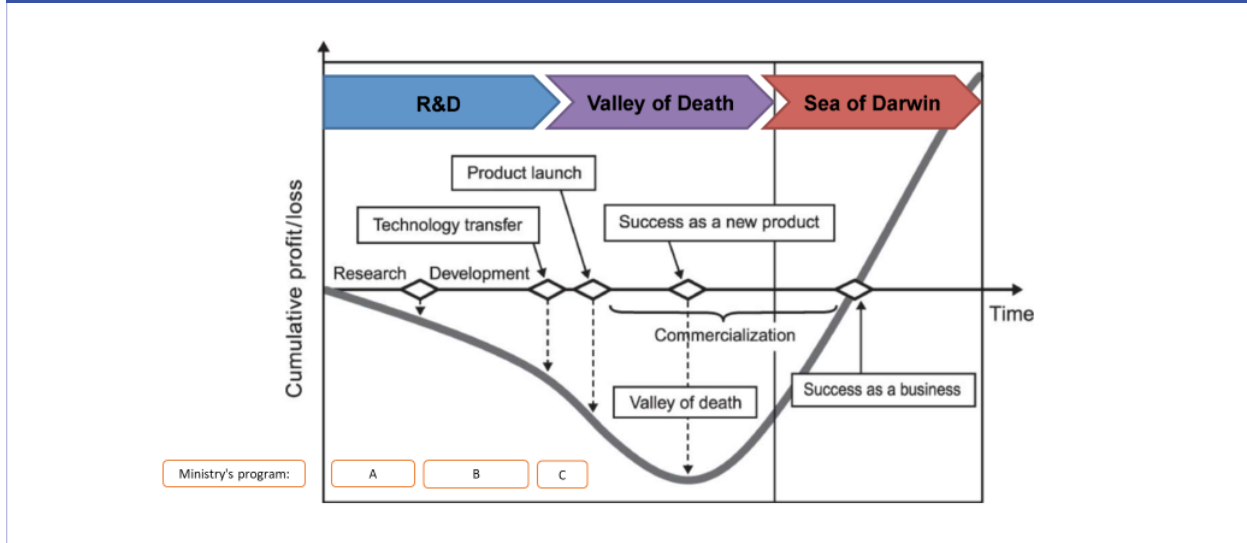 R&D
Valley of Death
Sea of Darwin
Product launch
Technology transfer
Success as a new product
Cumulative profit/loss
Research
Development
Time
Commercialization
Valley of death
Success as a business
Ministry's program:
A
B
C